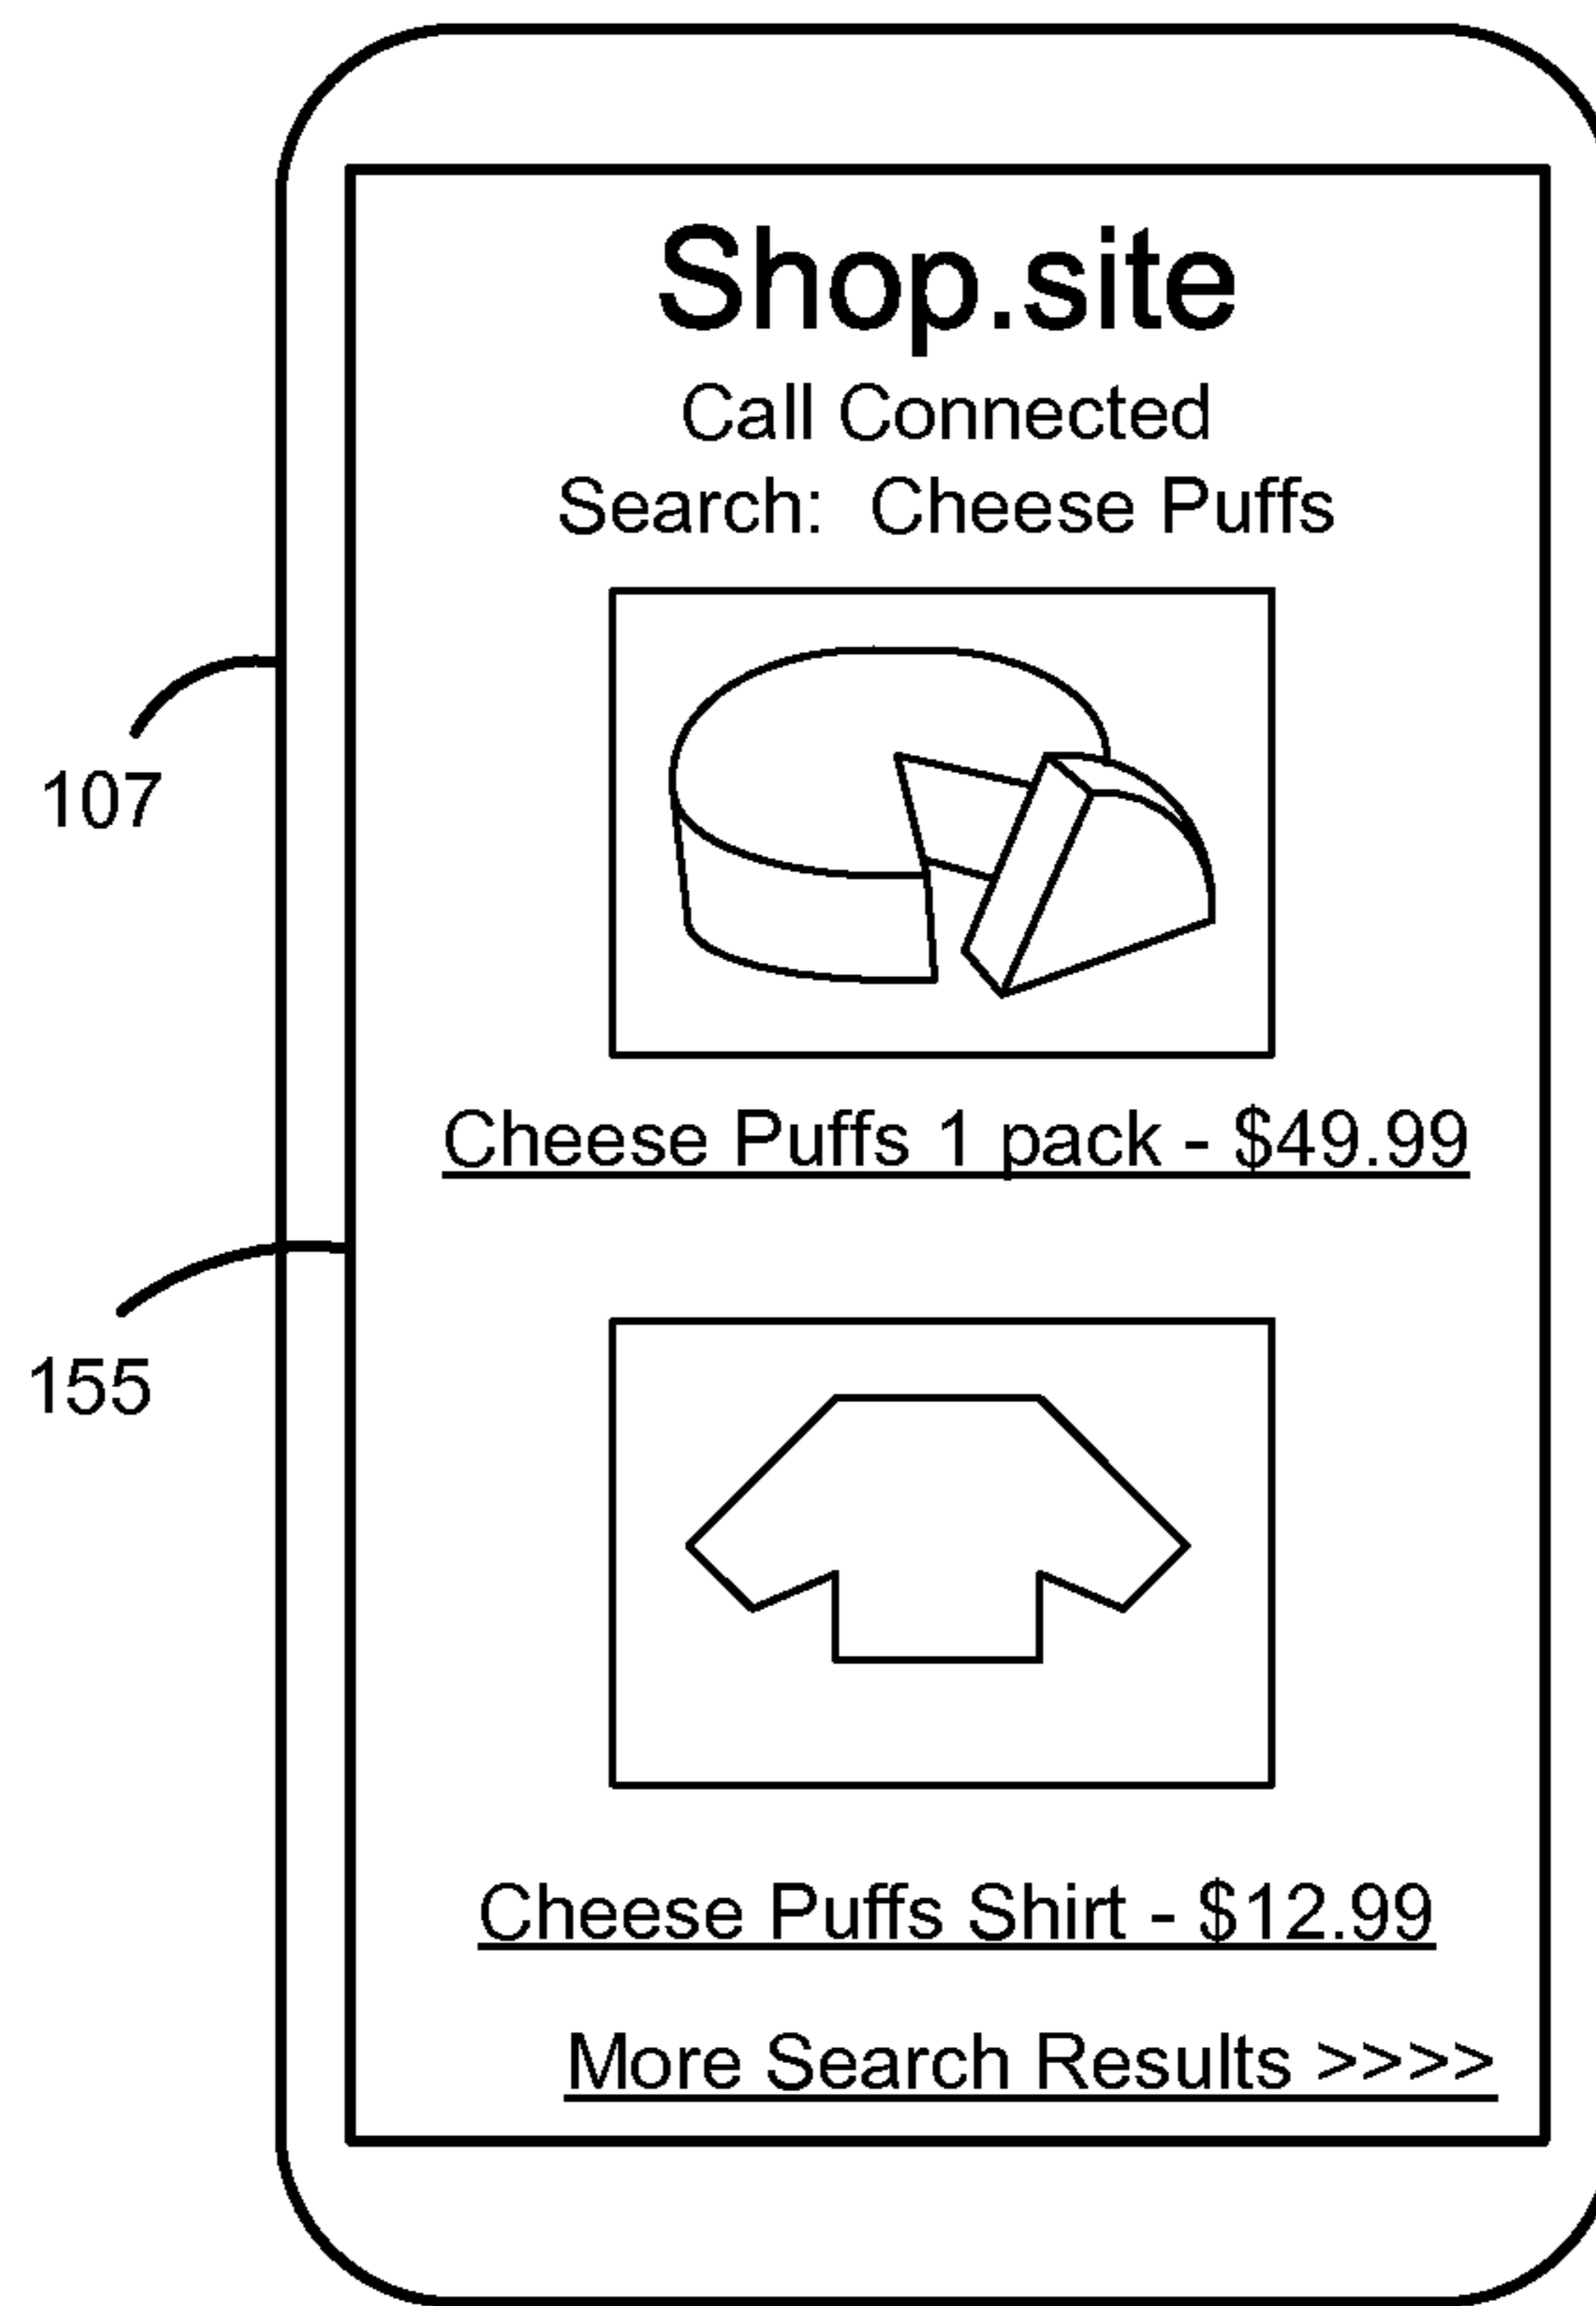 Shop.site
Call Connected
Search: Cheese Puffs
107
Cheese Puffs 1 pack - $49.99
155
Cheese Puffs Shirt - $12.99
More Search Results >>>>